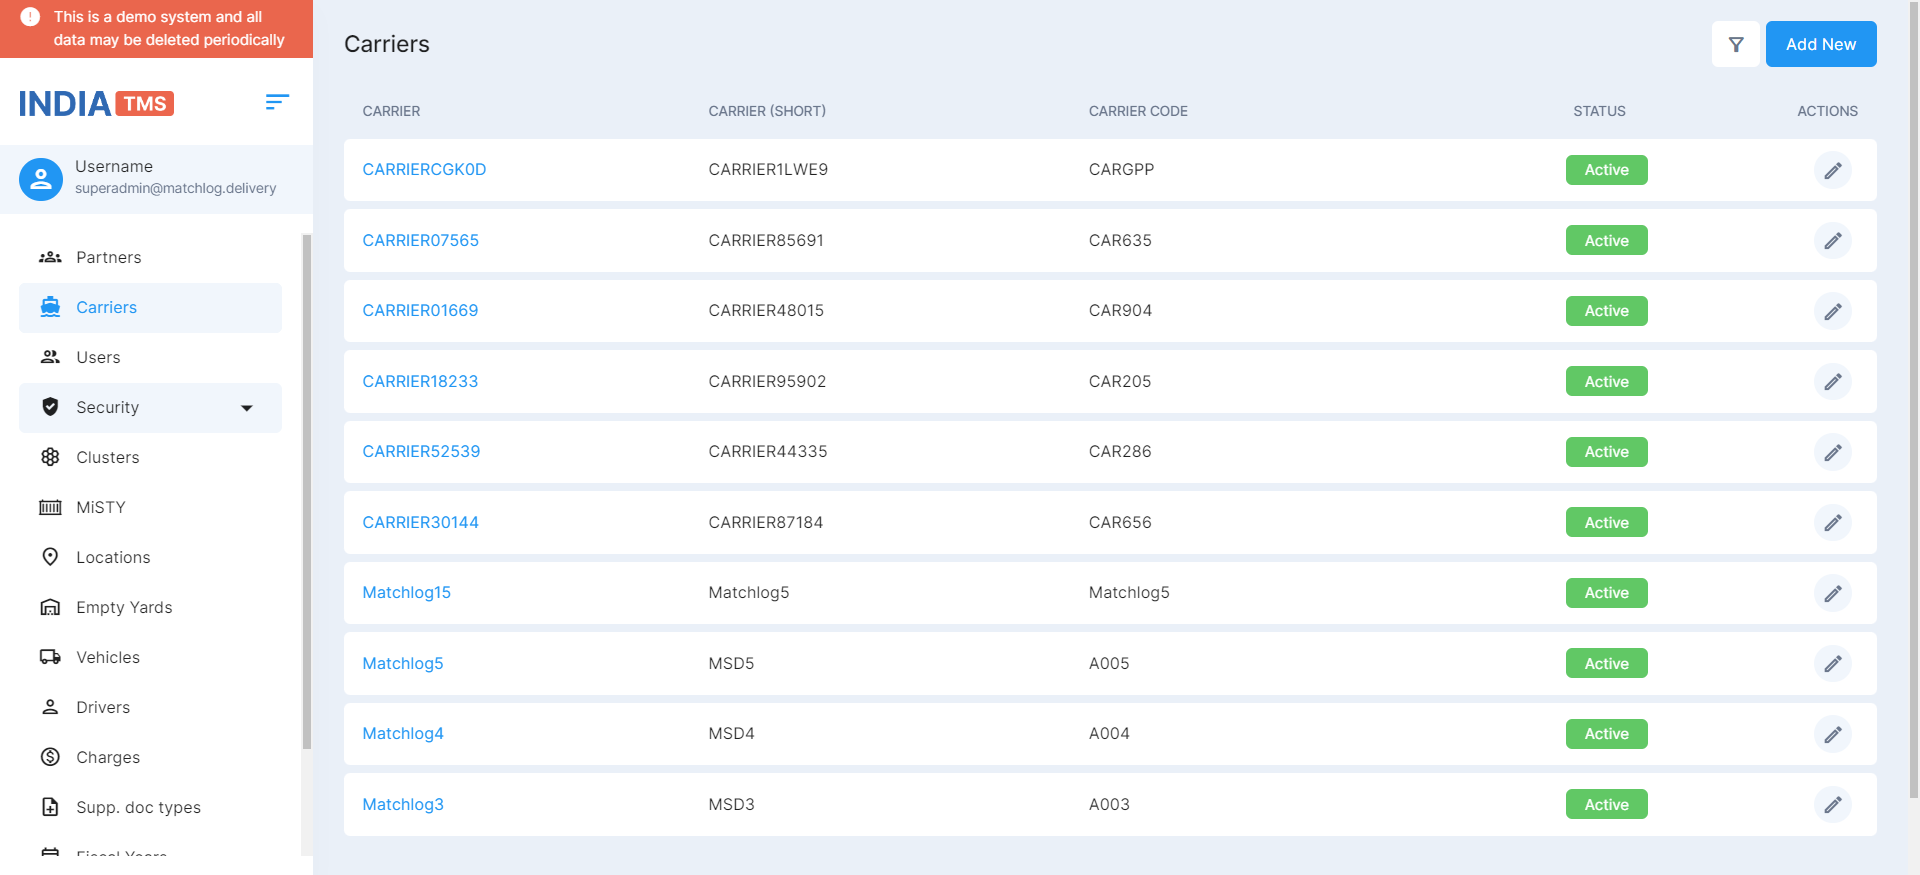 This is a demo system and all
data may be deleted periodically
INDIA TMS
Username
superadmin@matchlog.delivery
Partners
Carriers
Users
Security
Clusters
MiSTY
Locations
Empty Yards
Vehicles
Drivers
Charges
Supp. doc types
Fiscal Years
Carriers
Add New
CARRIER CARRIER (SHORT) CARRIER CODE STATUS ACTIONS
CARRIERCGK0D CARRIER1LWE9 CARGPP Active
CARRIER07565 CARRIER85691 CAR635 Active
CARRIER01669 CARRIER48015 CAR904 Active
CARRIER18233 CARRIER95902 CAR205 Active
CARRIER52539 CARRIER44335 CAR286 Active
CARRIER30144 CARRIER87184 CAR656 Active
Matchlog15 Matchlog5 Matchlog5 Active
Matchlog5 MSD5 A005 Active
Matchlog4 MSD4 A004 Active
Matchlog3 MSD3 A003 Active